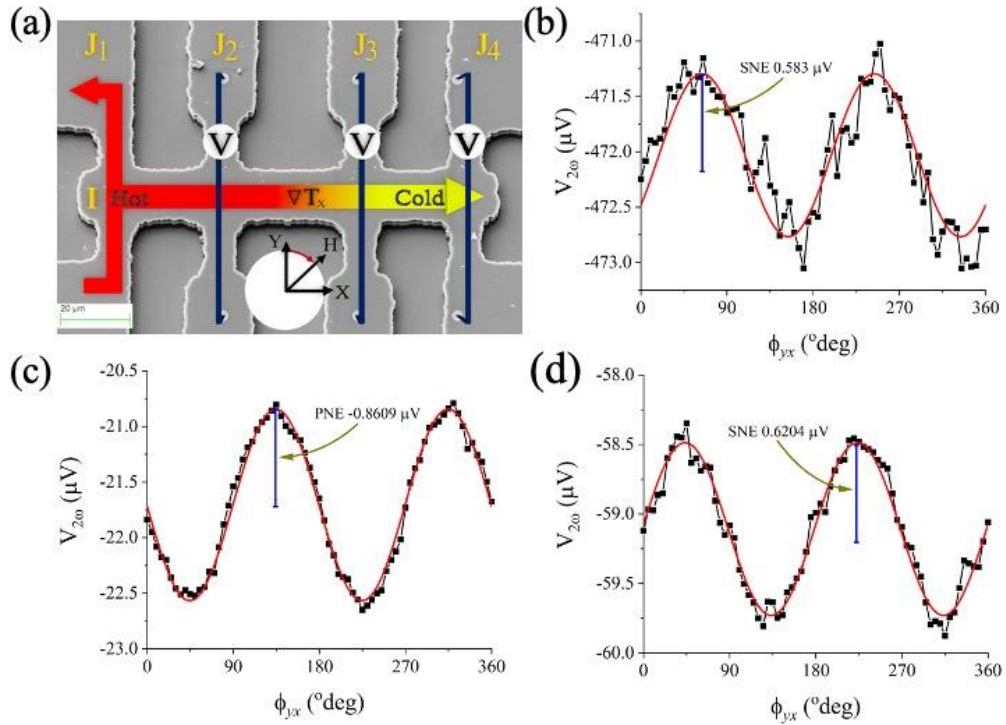 (a)
J1 J2 J3 J4
V V V
I Hot ∇Tx Cold
Y H
X
20 μm
(b)
-471.0
-471.5
-472.0
-472.5
-473.0
V2ω (μV)
SNE 0.583 μV
0 90 180 270 360
ϕyx (ºdeg)
(c)
-20.5
-21.0
-21.5
-22.0
-22.5
-23.0
V2ω (μV)
PNE -0.8609 μV
0 90 180 270 360
ϕyx (ºdeg)
(d)
-58.0
-58.5
-59.0
-59.5
-60.0
V2ω (μV)
SNE 0.6204 μV
0 90 180 270 360
ϕyx (ºdeg)